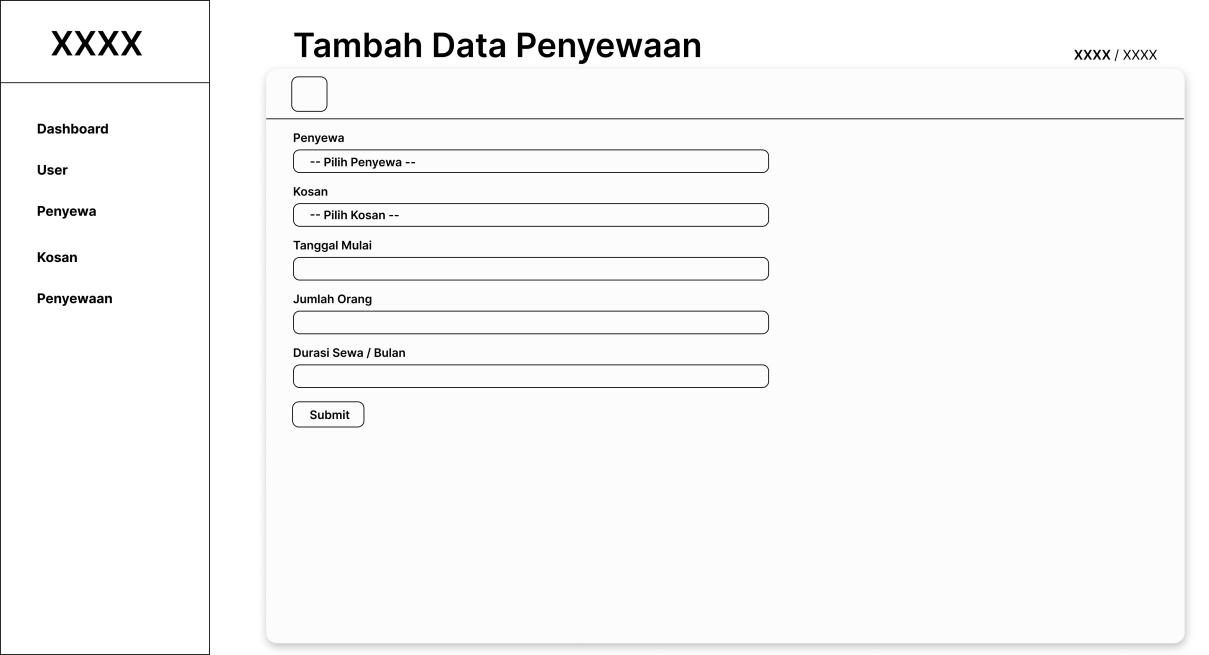 XXXX
Dashboard
User
Penyewa
Kosan
Penyewaan
Tambah Data Penyewaan
XXXX / XXXX
Penyewa
-- Pilih Penyewa --
Kosan
-- Pilih Kosan --
Tanggal Mulai
Jumlah Orang
Durasi Sewa / Bulan
Submit